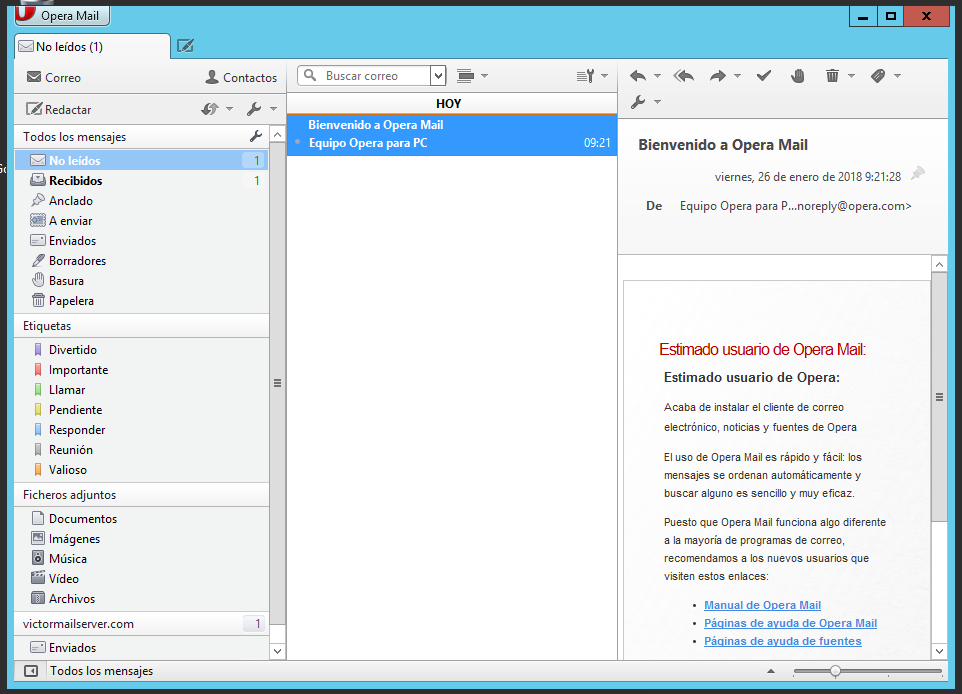 Opera Mail
No leídos (1)
Correo
Contactos
Redactar
Todos los mensajes
No leídos 1
Recibidos 1
Anclado
A enviar
Enviados
Borradores
Basura
Papelera
Etiquetas
Divertido
Importante
Llamar
Pendiente
Responder
Reunión
Valioso
Ficheros adjuntos
Documentos
Imágenes
Música
Vídeo
Archivos
victormailserver.com 1
Enviados
Todos los mensajes
Buscar correo
HOY
Bienvenido a Opera Mail
Equipo Opera para PC 09:21
Bienvenido a Opera Mail
viernes, 26 de enero de 2018 9:21:28
De Equipo Opera para P...noreply@opera.com>
Estimado usuario de Opera Mail:
Estimado usuario de Opera:
Acaba de instalar el cliente de correo
electrónico, noticias y fuentes de Opera
El uso de Opera Mail es rápido y fácil: los
mensajes se ordenan automáticamente y
buscar alguno es sencillo y muy eficaz.
Puesto que Opera Mail funciona algo diferente
a la mayoría de programas de correo,
recomendamos a los nuevos usuarios que
visiten estos enlaces:
• Manual de Opera Mail
• Páginas de ayuda de Opera Mail
• Páginas de ayuda de fuentes